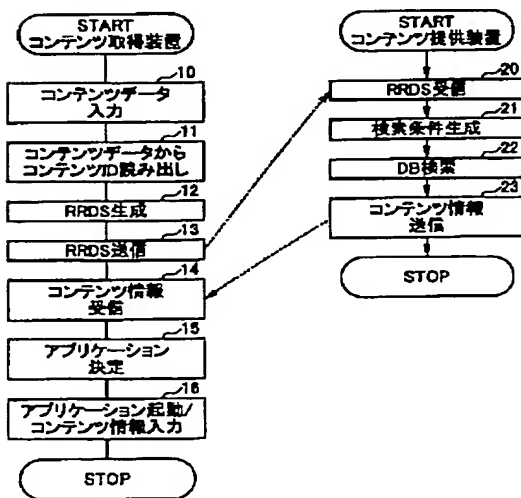 START
コンテンツ取得装置
10
コンテンツデータ
入力
11
コンテンツデータから
コンテンツID読み出し
12
RRDS生成
13
RRDS送信
14
コンテンツ情報
受信
15
アプリケーション
決定
16
アプリケーション起動/
コンテンツ情報入力
STOP
START
コンテンツ提供装置
20
RRDS受信
21
検索条件生成
22
DB検索
23
コンテンツ情報
送信
STOP